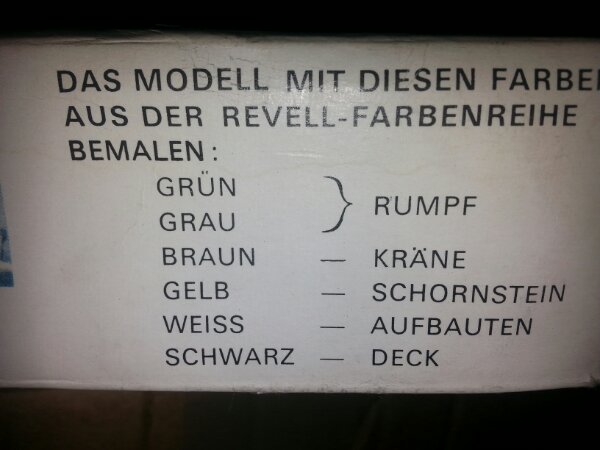 DAS MODELL MIT DIESEN FARBE
AUS DER REVELL-FARBENREIHE
BEMALEN:
GRÜN
GRAU } RUMPF
BRAUN — KRÄNE
GELB — SCHORNSTEIN
WEISS — AUFBAUTEN
SCHWARZ — DECK